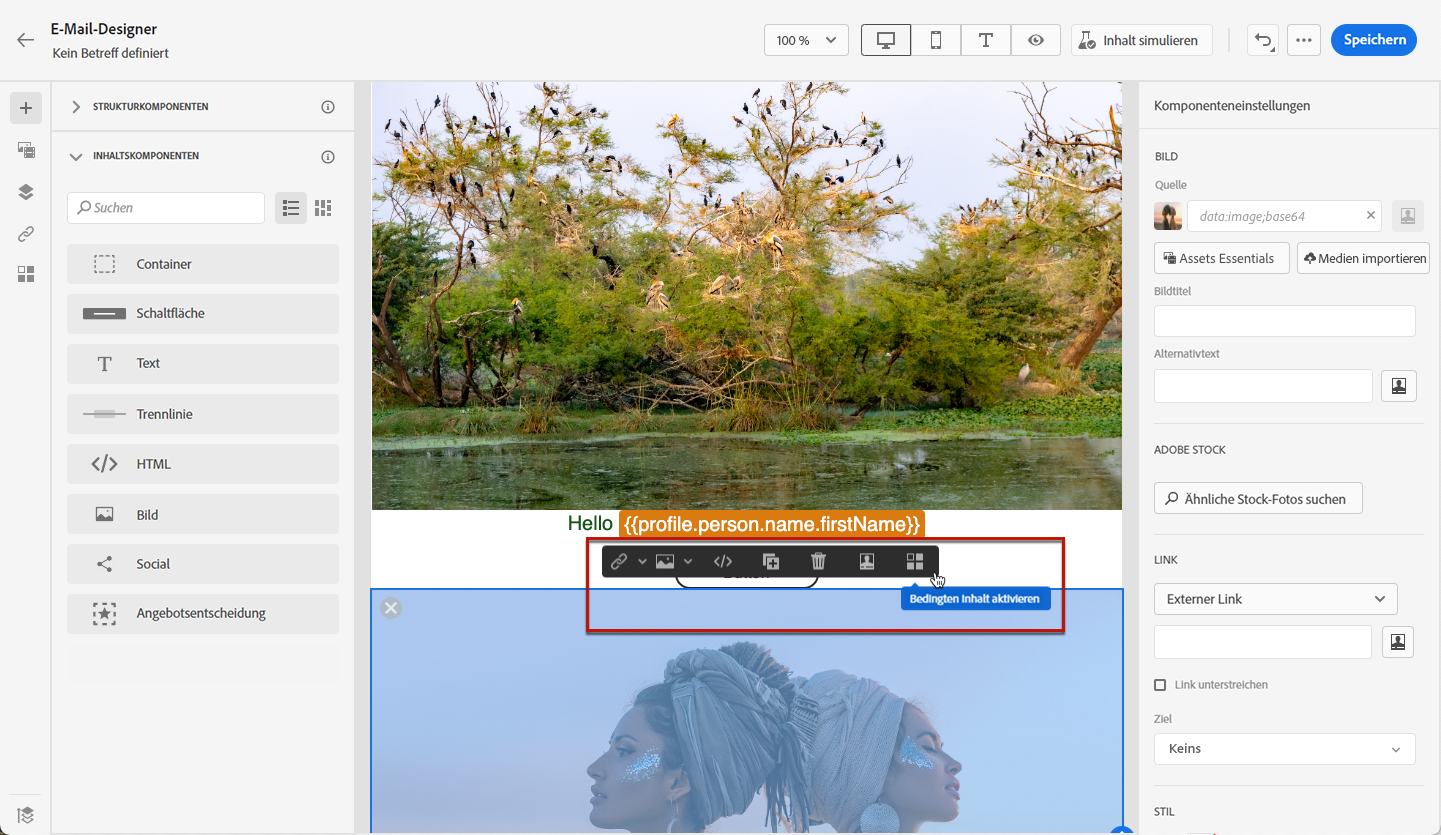 E-Mail-Designer
Kein Betreff definiert
100 %
Inhalt simulieren
Speichern
STRUKTURKOMPONENTEN
INHALTSKOMPONENTEN
Suchen
Container
Schaltfläche
Text
Trennlinie
HTML
Bild
Social
Angebotsentscheidung
Hello {{profile.person.name.firstName}}
Bedingten Inhalt aktivieren
Komponenteneinstellungen
BILD
Quelle
data:image;base64
Assets Essentials
Medien importieren
Bildtitel
Alternativtext
ADOBE STOCK
Ähnliche Stock-Fotos suchen
LINK
Externer Link
Link unterstreichen
Ziel
Keins
STIL